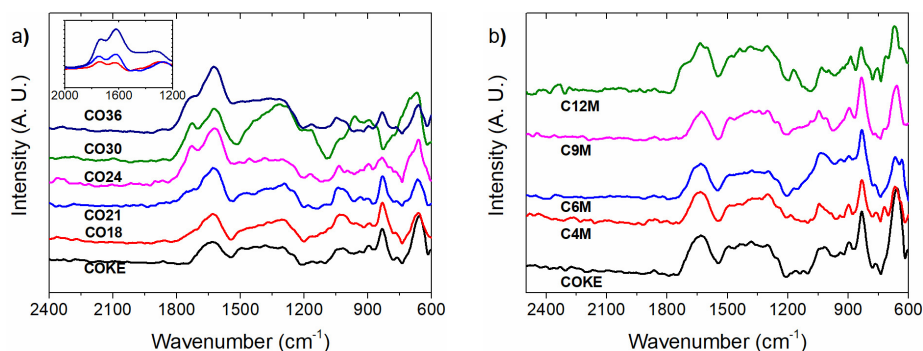 a)
Intensity (A. U.)
2000 1600 1200
CO36
CO30
CO24
CO21
CO18
COKE
2400 2100 1800 1500 1200 900 600
Wavenumber (cm-1)
b)
Intensity (A. U.)
C12M
C9M
C6M
C4M
COKE
2400 2100 1800 1500 1200 900 600
Wavenumber (cm-1)